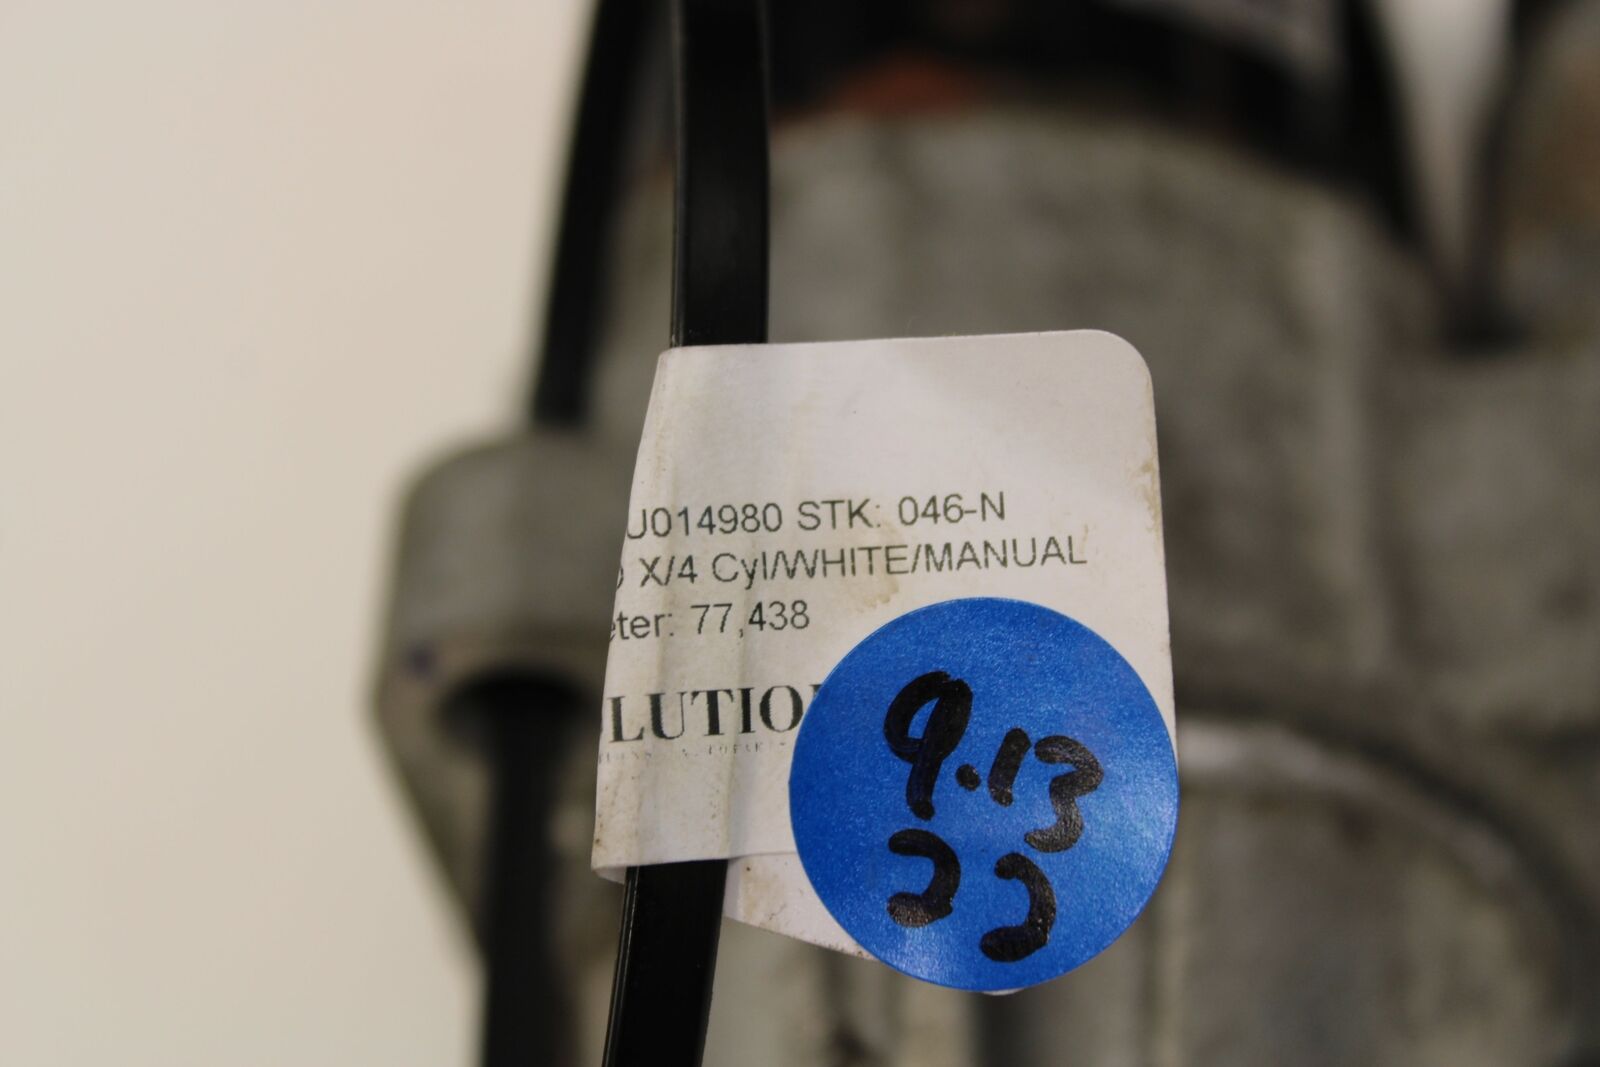 U014980 STK: 046-N
X/4 Cyl/WHITE/MANUAL
eter: 77,438
LUTIO
9.13
22